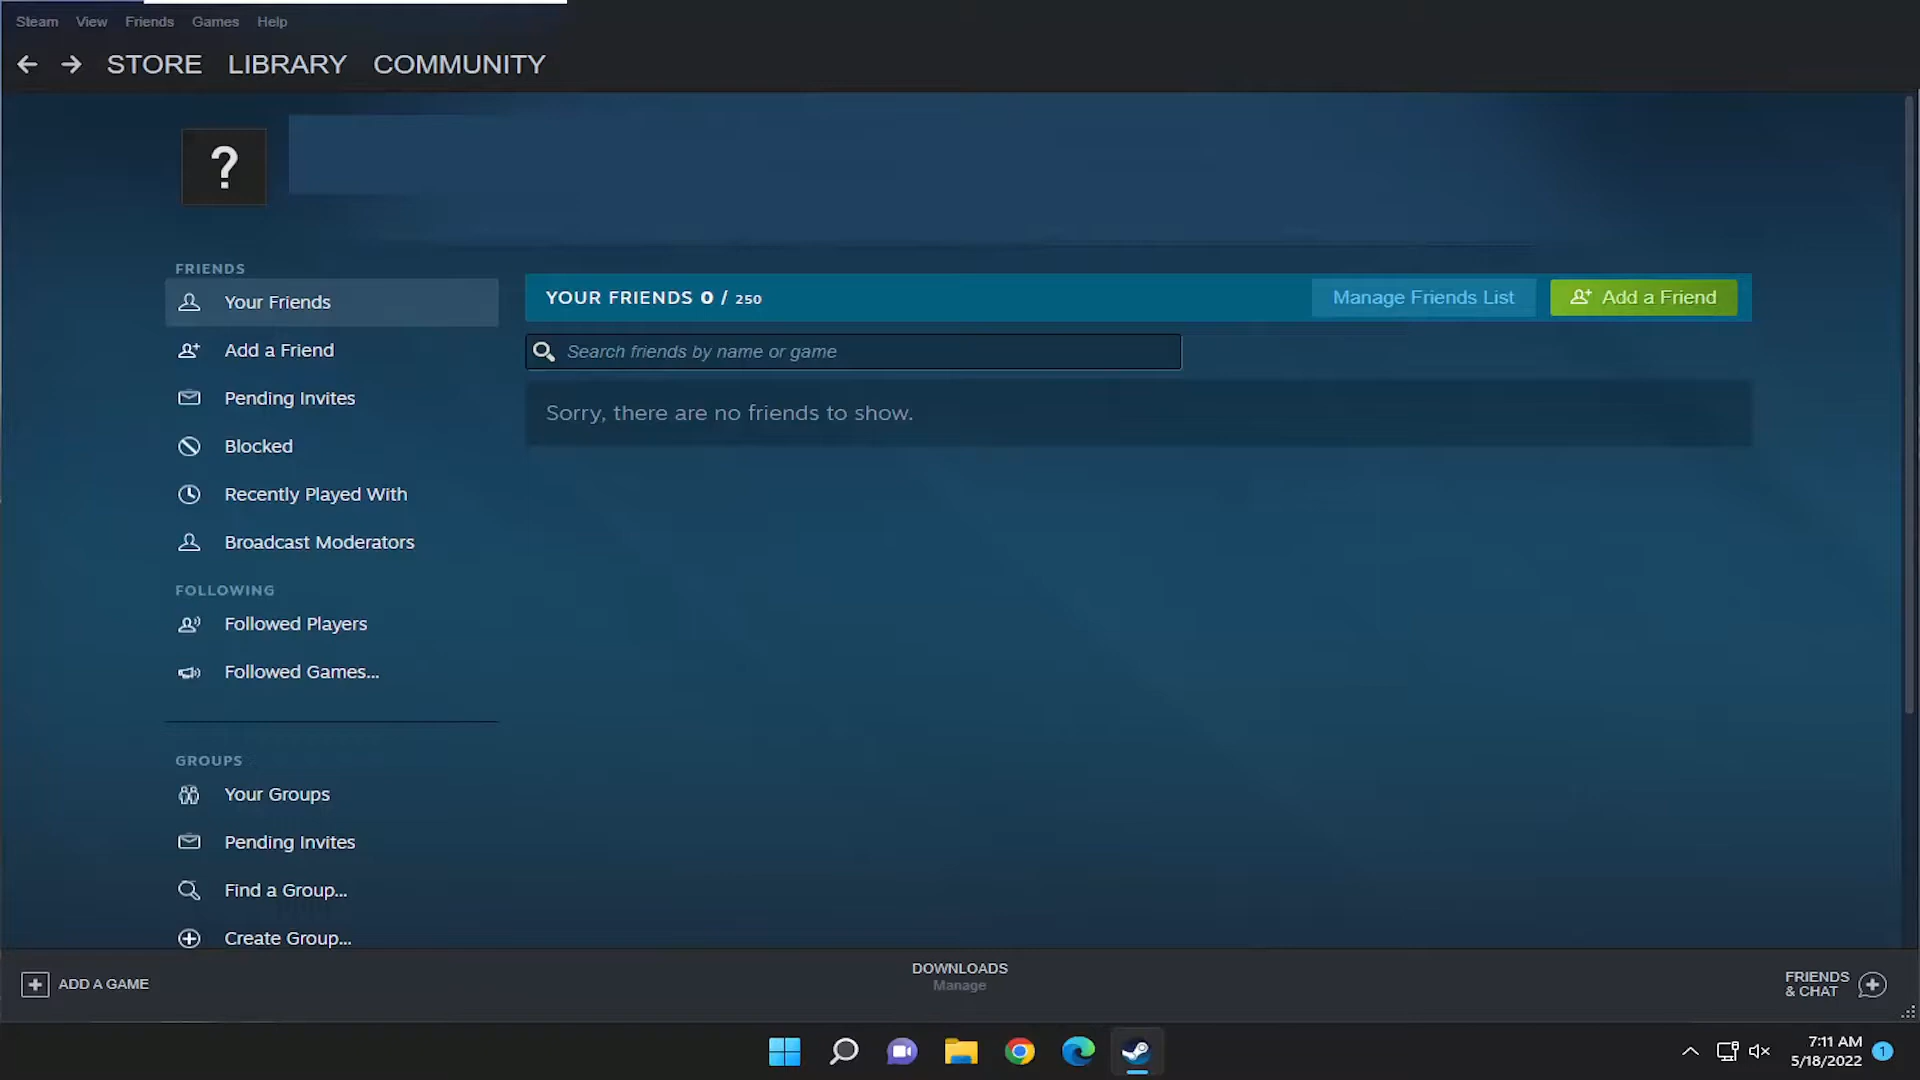 Steam View Friends Games Help
STORE LIBRARY COMMUNITY
?
FRIENDS
Your Friends
Add a Friend
Pending Invites
Blocked
Recently Played With
Broadcast Moderators
FOLLOWING
Followed Players
Followed Games...
GROUPS
Your Groups
Pending Invites
Find a Group...
Create Group...
YOUR FRIENDS 0 / 250
Manage Friends List
Add a Friend
Search friends by name or game
Sorry, there are no friends to show.
ADD A GAME
DOWNLOADS
Manage
FRIENDS
& CHAT
7:11 AM
5/18/2022
1